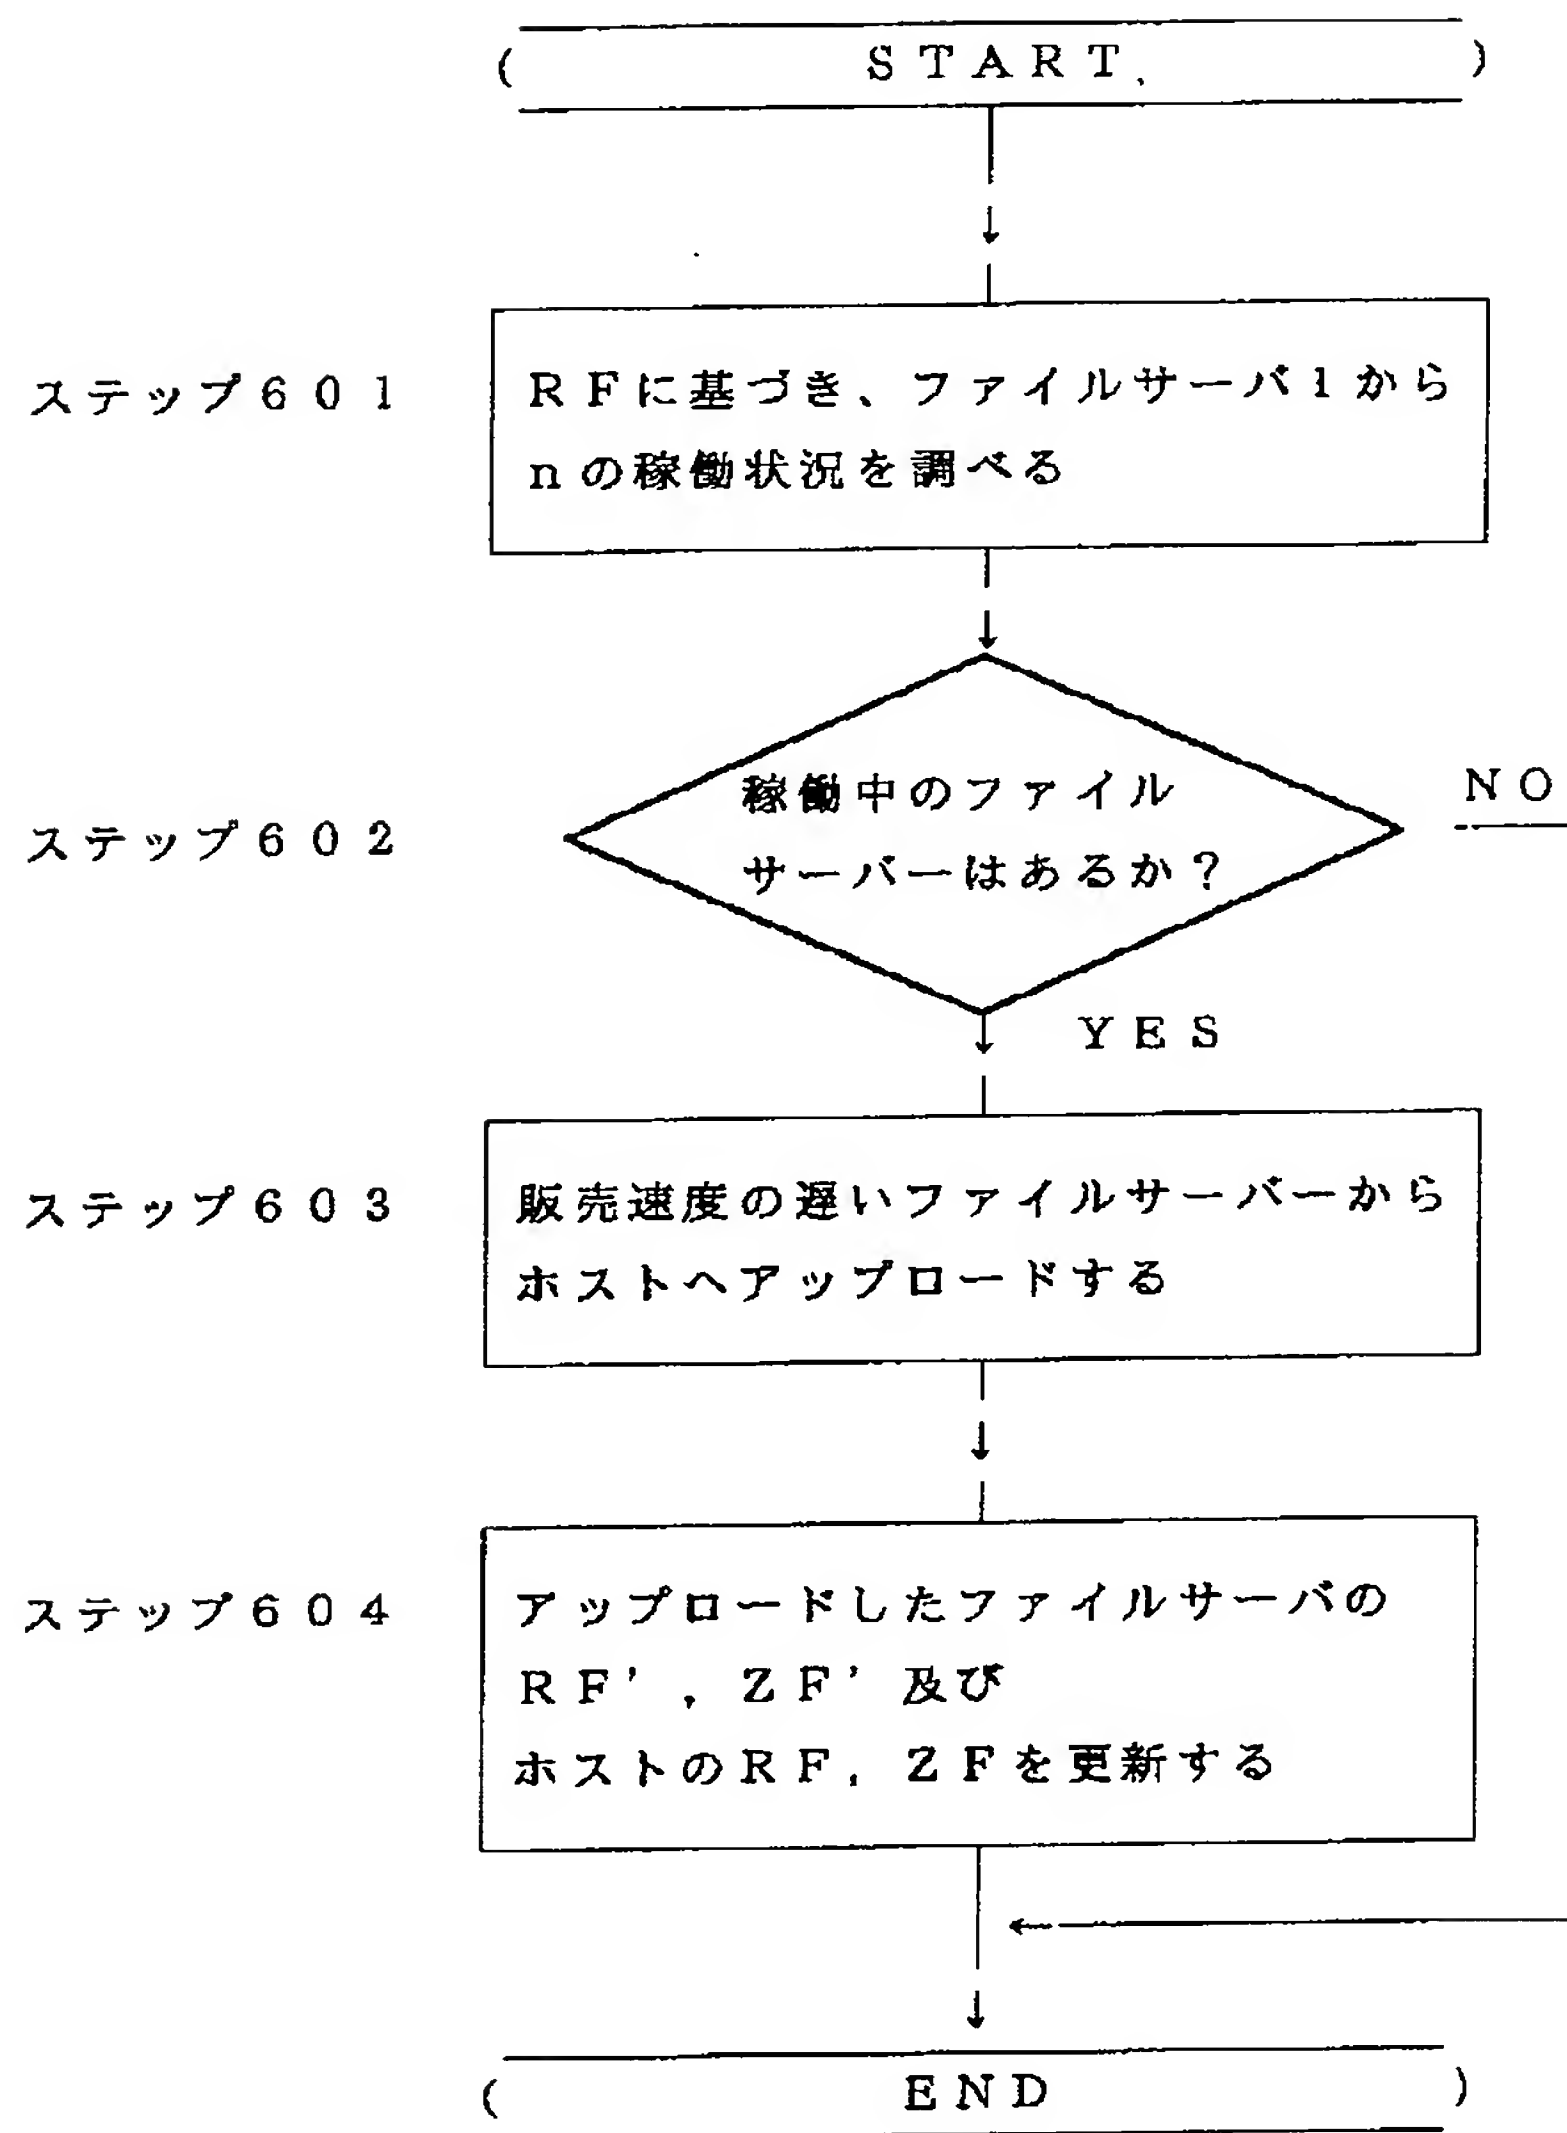 ( START )
ステップ601
RFに基づき、ファイルサーバ1から
nの稼働状況を調べる
ステップ602
稼働中のファイル
サーバーはあるか？
NO
YES
ステップ603
販売速度の遅いファイルサーバーから
ホストへアップロードする
ステップ604
アップロードしたファイルサーバの
RF'，ZF'及び
ホストのRF，ZFを更新する
( END )